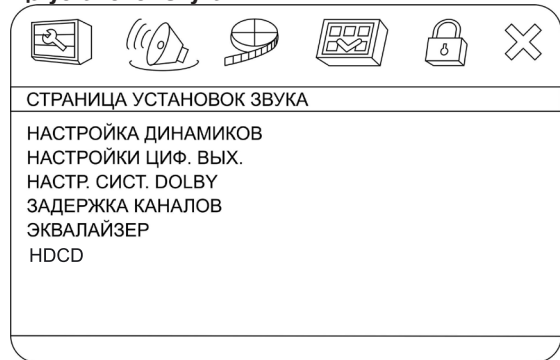 СТРАНИЦА УСТАНОВОК ЗВУКА
НАСТРОЙКА ДИНАМИКОВ
НАСТРОЙКИ ЦИФ. ВЫХ.
НАСТР. СИСТ. DOLBY
ЗАДЕРЖКА КАНАЛОВ
ЭКВАЛАЙЗЕР
HDCD